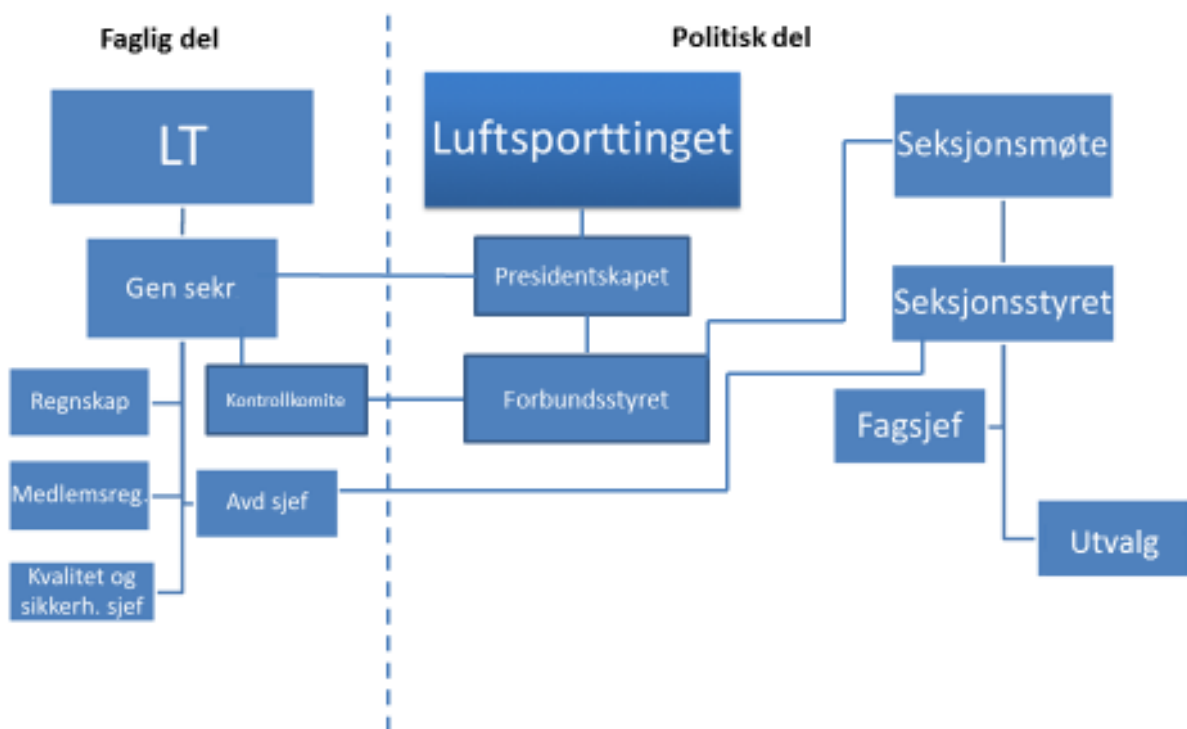 Faglig del
Politisk del
LT
Luftsporttinget
Seksjonsmøte
Gen sekr
Presidentskapet
Seksjonsstyret
Regnskap
Kontrollkomite
Forbundsstyret
Fagsjef
Medlemsreg.
Avd sjef
Utvalg
Kvalitet og
sikkerh. sjef